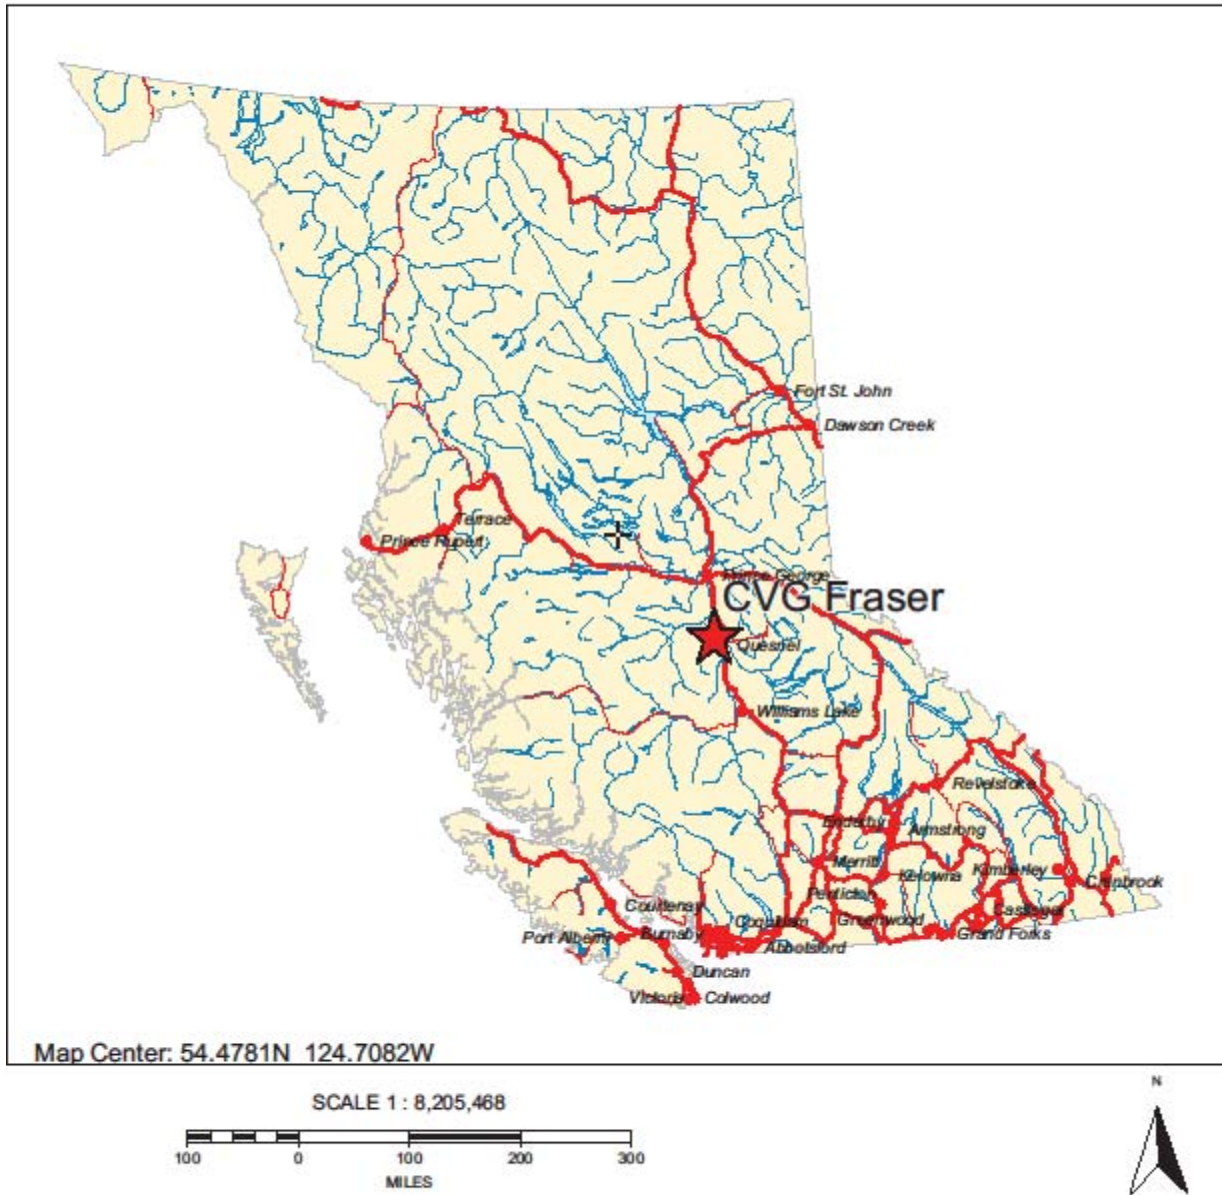 Fort St. John
Dawson Creek
Terrace
Prince Rupert
Prince George
CVG Fraser
Quesnel
Williams Lake
Revelstoke
Enderby
Armstrong
Merritt
Kelowna
Kimberley
Cranbrook
Penticton
Courtenay
Castlegar
Coquitlam
Greenwood
Port Alberni
Burnaby
Grand Forks
Abbotsford
Duncan
Victoria
Colwood
Map Center: 54.4781N 124.7082W
SCALE 1 : 8,205,468
100 0 100 200 300
MILES
N